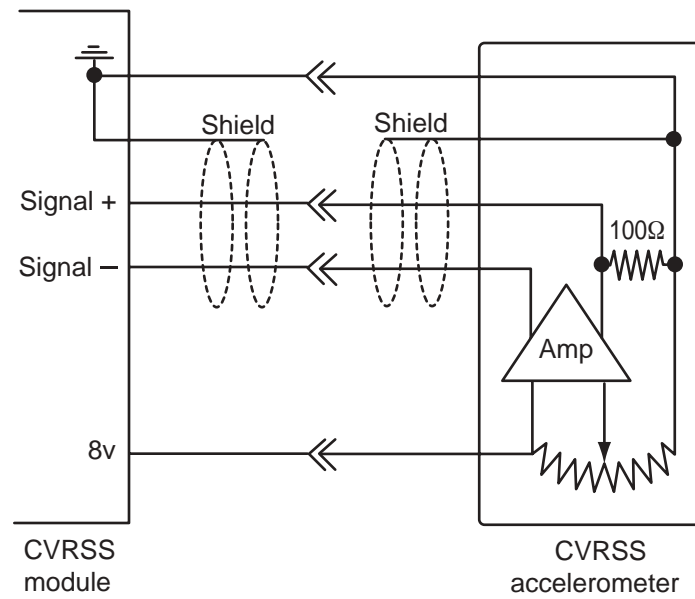 Shield
Shield
Signal +
100Ω
Signal –
Amp
8v
CVRSS
module
CVRSS
accelerometer